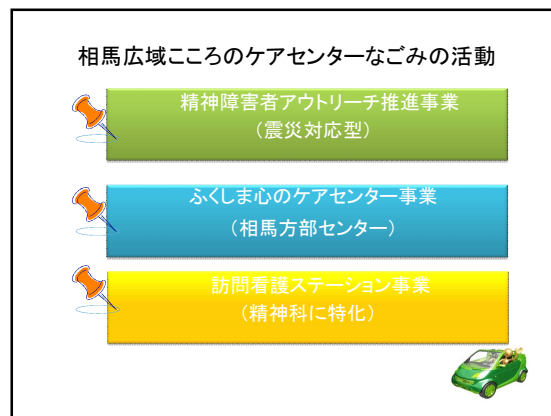 相馬広域こころのケアセンターなごみの活動
精神障害者アウトリーチ推進事業
（震災対応型）
ふくしま心のケアセンター事業
（相馬方部センター）
訪問看護ステーション事業
（精神科に特化）